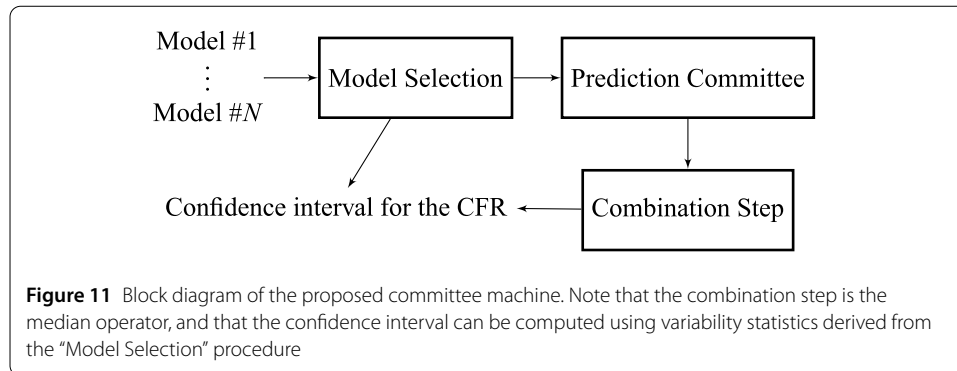 Model #1
⋮
Model #N
Model Selection
Prediction Committee
Confidence interval for the CFR
Combination Step
Figure 11 Block diagram of the proposed committee machine. Note that the combination step is the
median operator, and that the confidence interval can be computed using variability statistics derived from
the “Model Selection” procedure